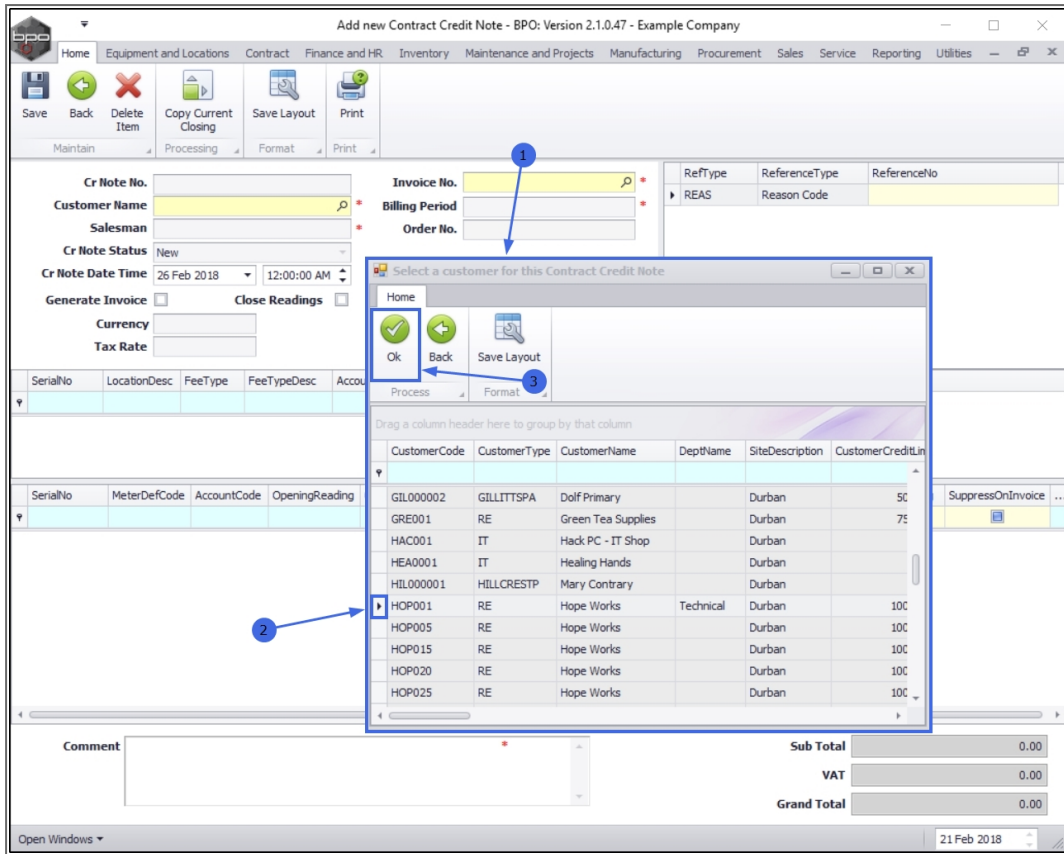 Add new Contract Credit Note - BPO: Version 2.1.0.47 - Example Company
bpo
Home Equipment and Locations Contract Finance and HR Inventory Maintenance and Projects Manufacturing Procurement Sales Service Reporting Utilities
Save Back Delete Item Copy Current Closing Save Layout Print
Maintain Processing Format Print
1
Cr Note No.
Customer Name *
Salesman *
Cr Note Status New
Cr Note Date Time 26 Feb 2018 12:00:00 AM
Generate Invoice Close Readings
Currency
Tax Rate
Invoice No. *
Billing Period *
Order No.
RefType ReferenceType ReferenceNo
REAS Reason Code
SerialNo LocationDesc FeeType FeeTypeDesc Accou
SerialNo MeterDefCode AccountCode OpeningReading
SuppressOnInvoice ...
Select a customer for this Contract Credit Note
Home
Ok Back Save Layout
3
Process Format
Drag a column header here to group by that column
CustomerCode CustomerType CustomerName DeptName SiteDescription CustomerCreditLim
GIL000002 GILLITTSPA Dolf Primary Durban 50
GRE001 RE Green Tea Supplies Durban 75
HAC001 IT Hack PC - IT Shop Durban
HEA0001 IT Healing Hands Durban
HIL000001 HILLCRESTP Mary Contrary Durban
HOP001 RE Hope Works Technical Durban 100
2
HOP005 RE Hope Works Durban 100
HOP015 RE Hope Works Durban 100
HOP020 RE Hope Works Durban 100
HOP025 RE Hope Works Durban 100
Comment *
Sub Total 0.00
VAT 0.00
Grand Total 0.00
Open Windows 21 Feb 2018